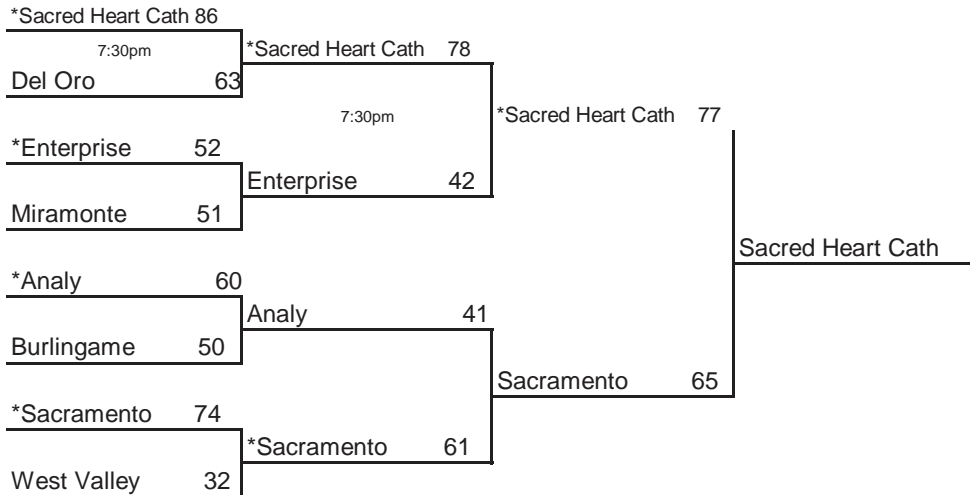 *Sacred Heart Cath 86
7:30pm
Del Oro 63
*Enterprise 52
Miramonte 51
*Analy 60
Burlingame 50
*Sacramento 74
West Valley 32
*Sacred Heart Cath 78
7:30pm
Enterprise 42
Analy 41
*Sacramento 61
*Sacred Heart Cath 77
Sacramento 65
Sacred Heart Cath